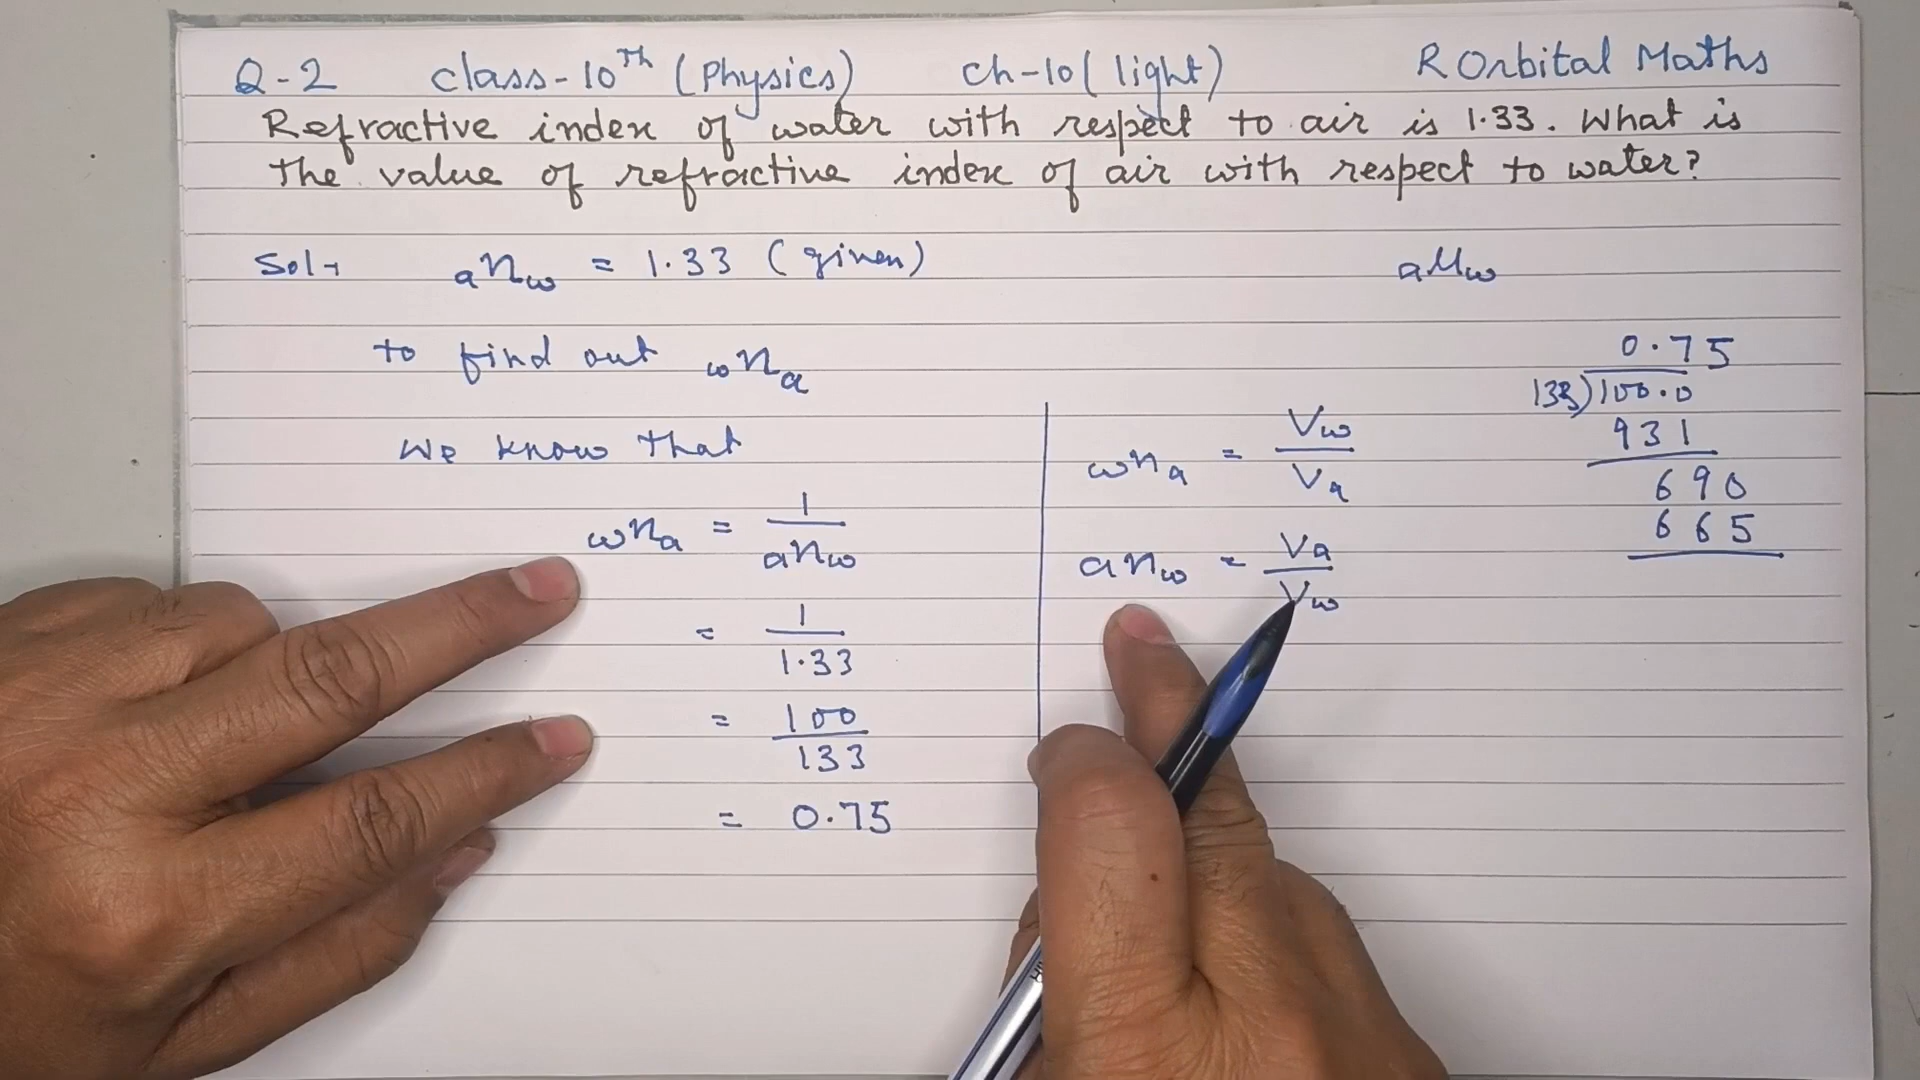 Q-2 class-10Th (Physics) Ch-10( light) R Orbital Maths
Refractive index of water with respect to air is 1.33. What is
The value of refractive index of air with respect to water?
Sol→ anw = 1.33 (given) aμw
to find out wna
We know that
wna = 1/anw
= 1/1.33
= 100/133
= 0.75
wna = Vw/Va
anw = Va/Vw
0.75
133)100.0
931
690
665